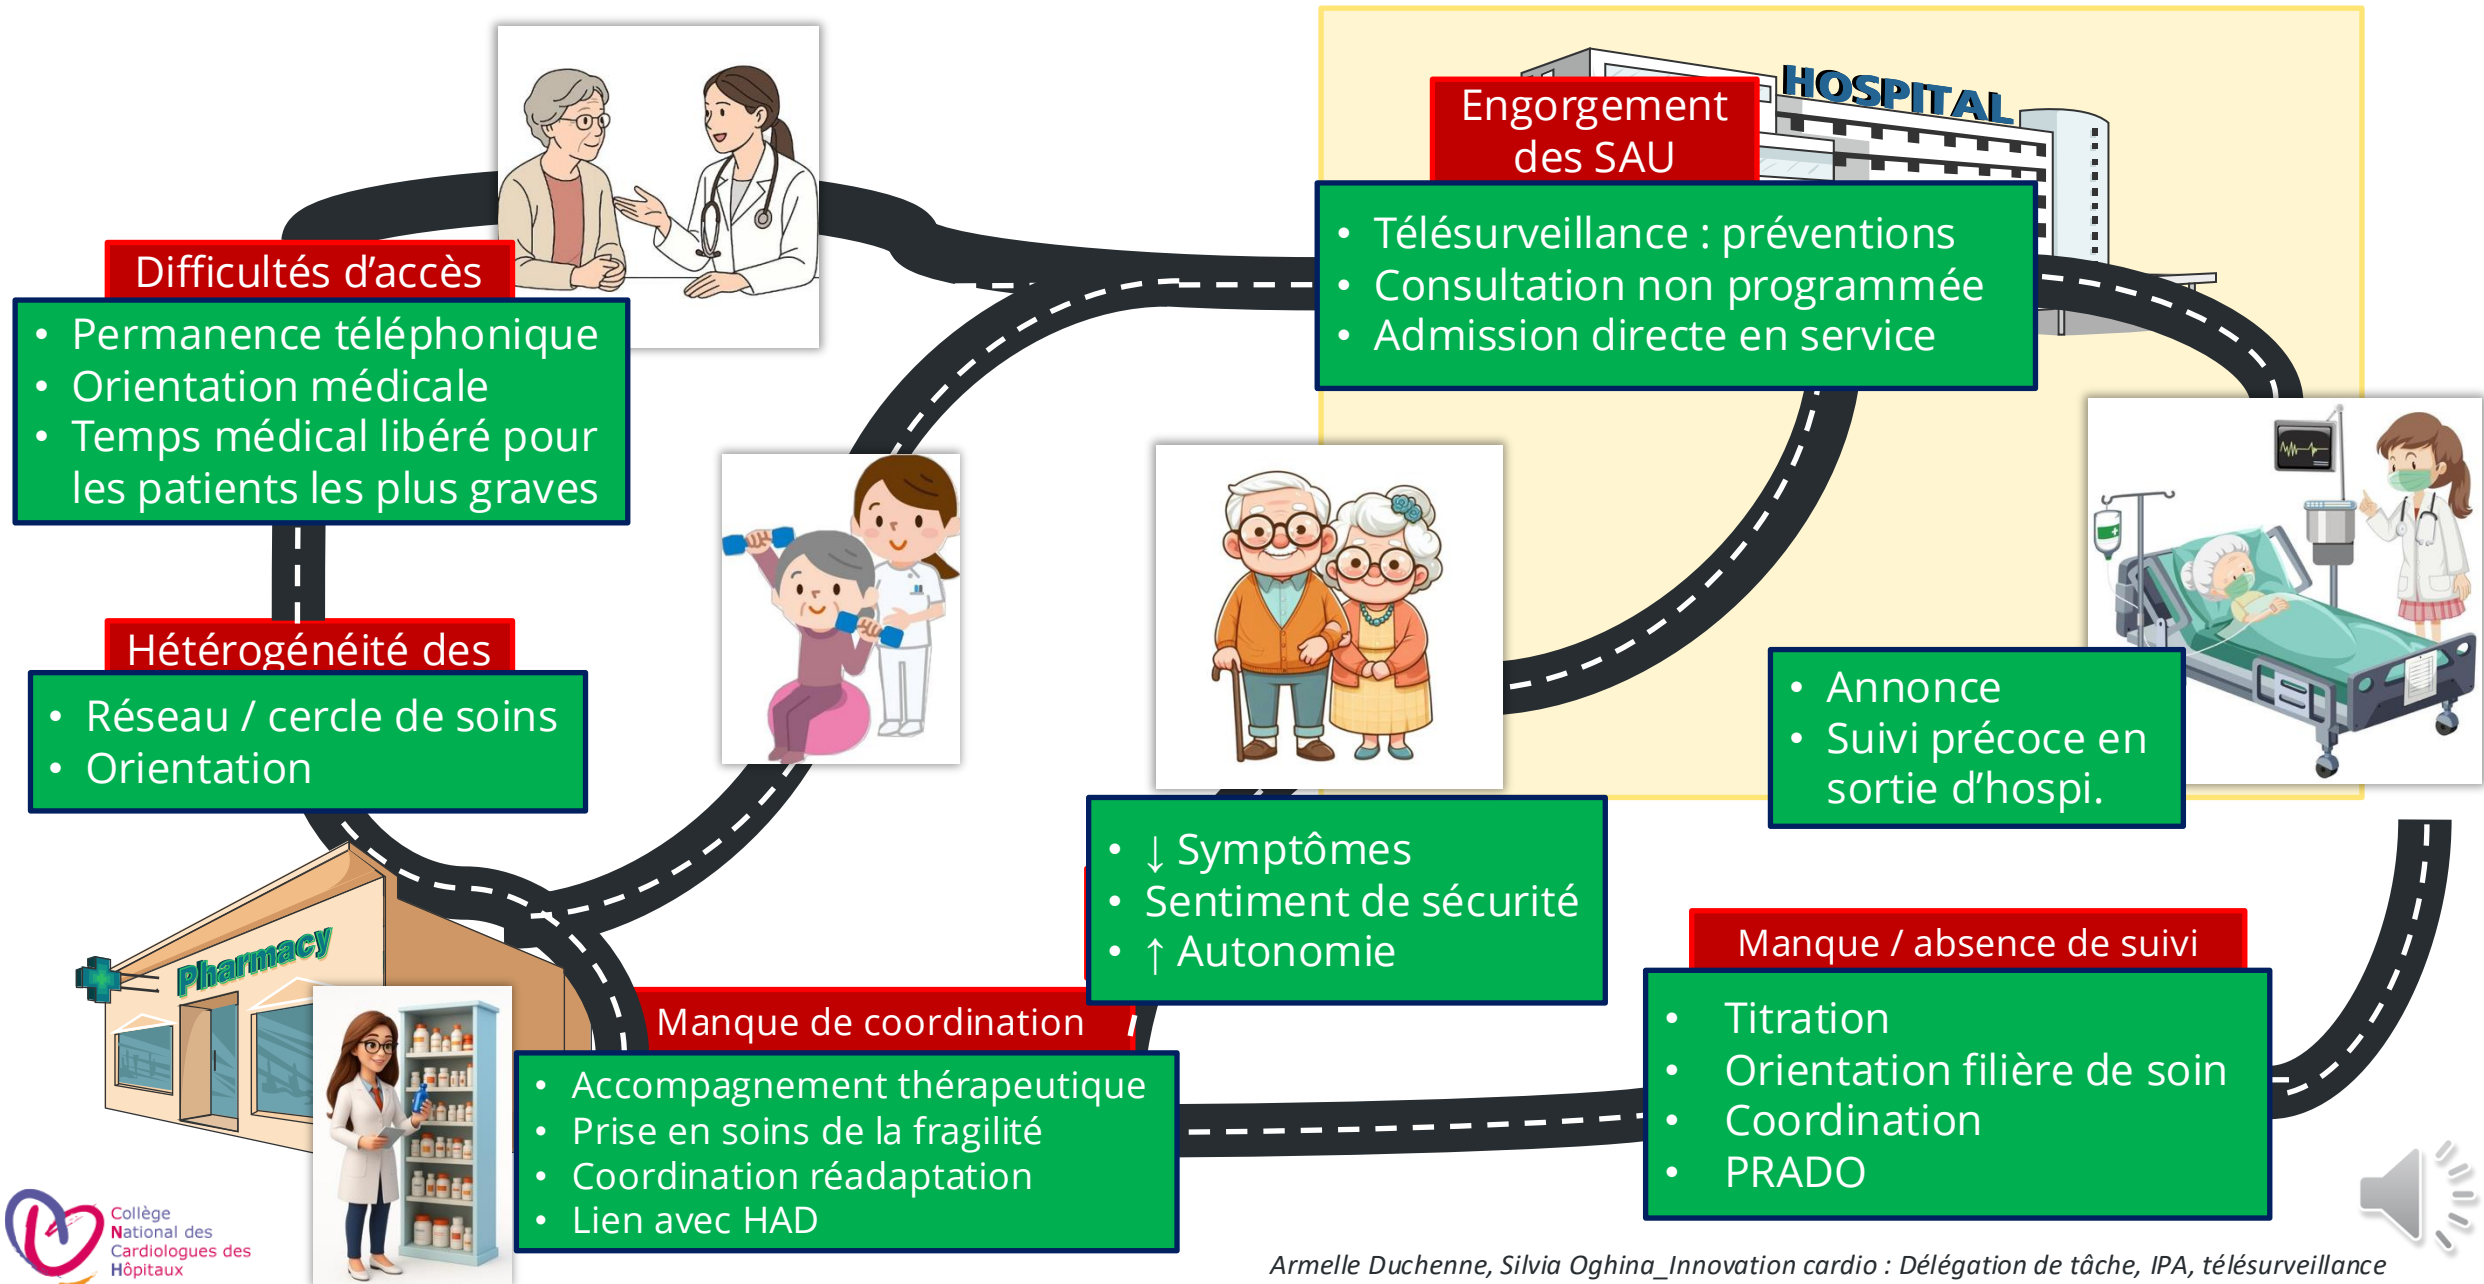 HOSPITAL
Engorgement
des SAU
• Télésurveillance : préventions
• Consultation non programmée
• Admission directe en service
Difficultés d’accès
• Permanence téléphonique
• Orientation médicale
• Temps médical libéré pour
les patients les plus graves
Hétérogénéité des
• Réseau / cercle de soins
• Orientation
• Annonce
• Suivi précoce en
sortie d’hospi.
• ↓ Symptômes
• Sentiment de sécurité
• ↑ Autonomie
Pharmacy
Manque de coordination
• Accompagnement thérapeutique
• Prise en soins de la fragilité
• Coordination réadaptation
• Lien avec HAD
Manque / absence de suivi
• Titration
• Orientation filière de soin
• Coordination
• PRADO
Collège
National des
Cardiologues des
Hôpitaux
Armelle Duchenne, Silvia Oghina_Innovation cardio : Délégation de tâche, IPA, télésurveillance